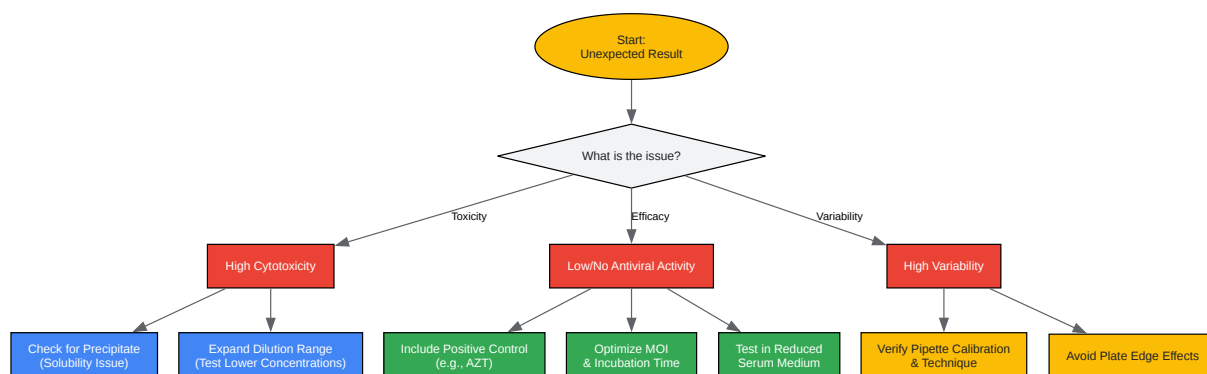 Start:
Unexpected Result
What is the issue?
Toxicity
Efficacy
Variability
High Cytotoxicity
Low/No Antiviral Activity
High Variability
Check for Precipitate
(Solubility Issue)
Expand Dilution Range
(Test Lower Concentrations)
Include Positive Control
(e.g., AZT)
Optimize MOI
& Incubation Time
Test in Reduced
Serum Medium
Verify Pipette Calibration
& Technique
Avoid Plate Edge Effects